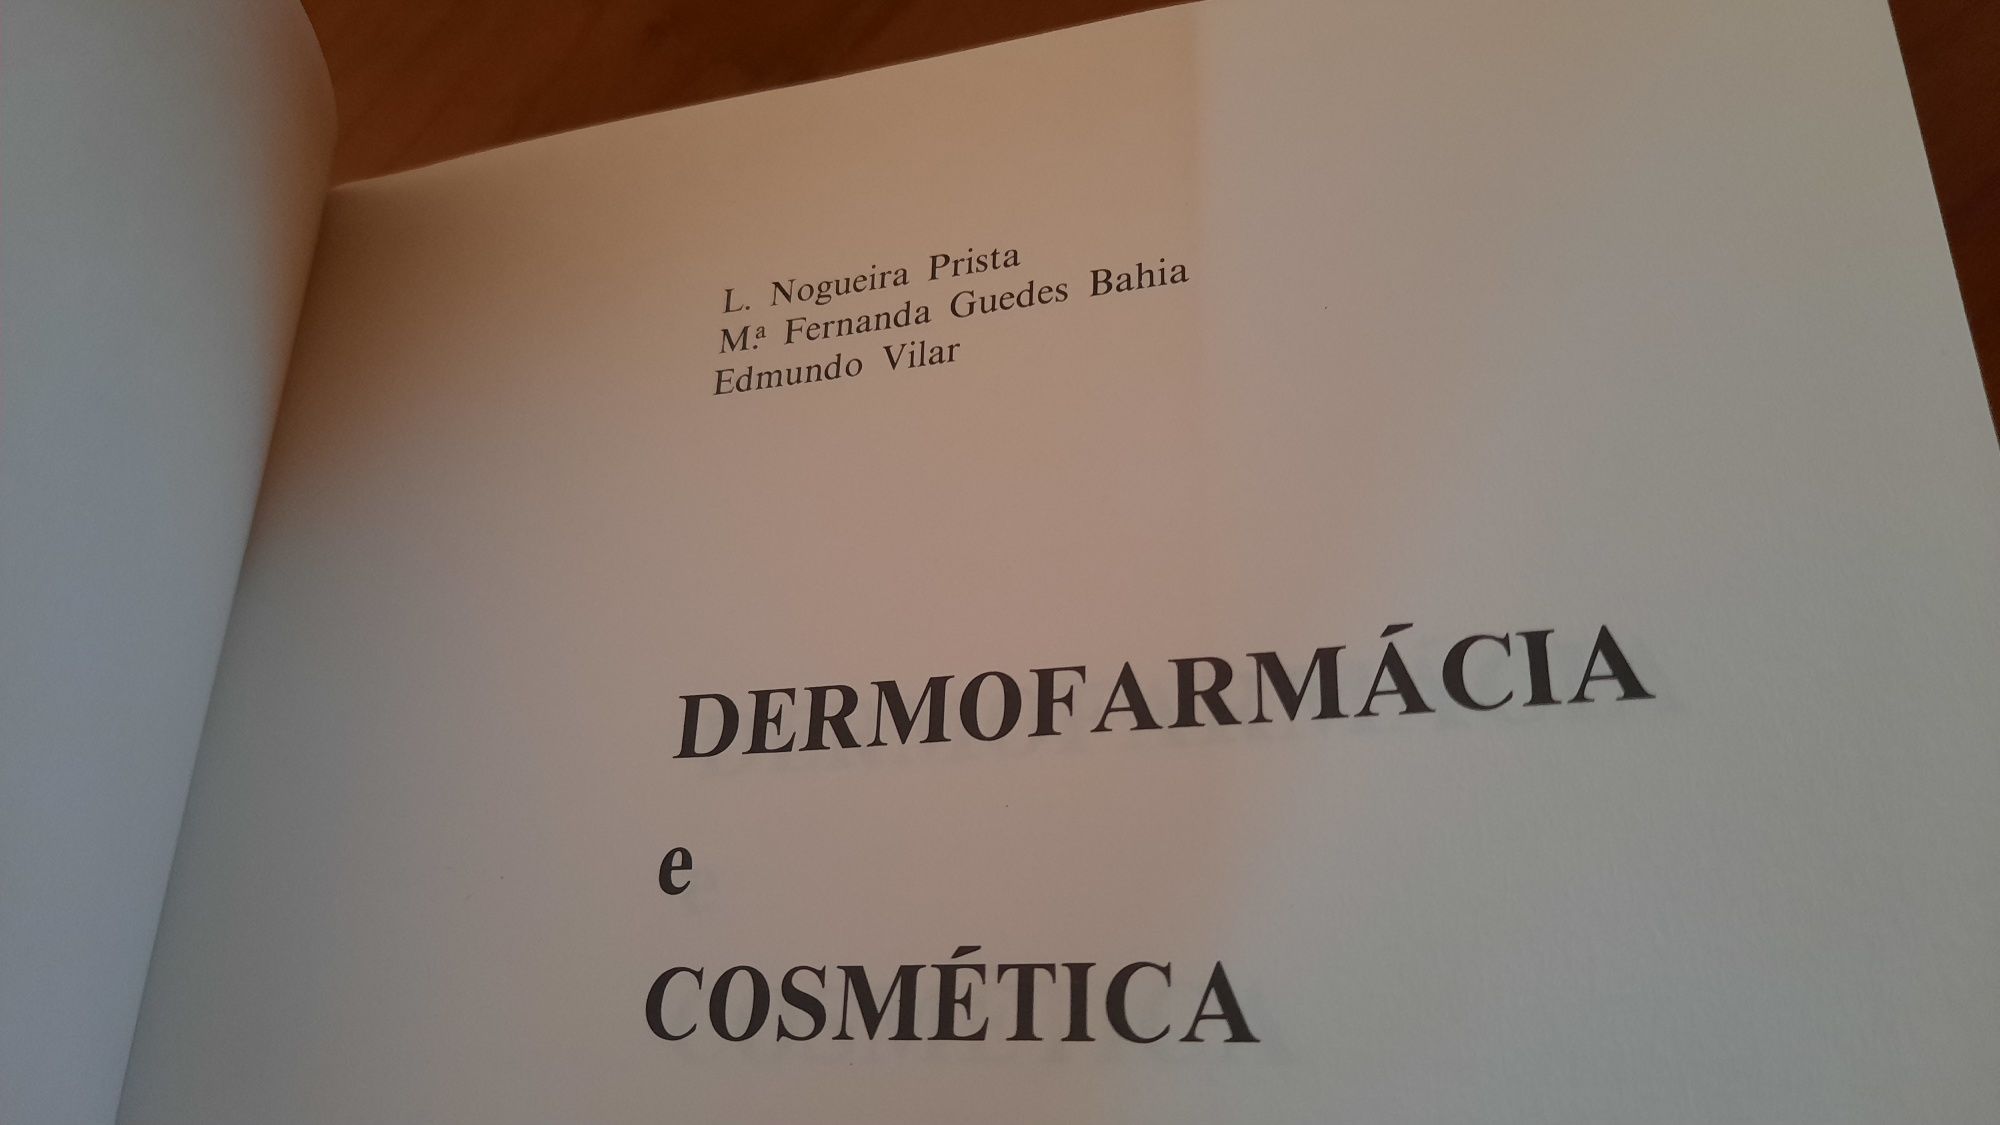 L. Nogueira Prista
M.ª Fernanda Guedes Bahia
Edmundo Vilar
DERMOFARMÁCIA
e
COSMÉTICA